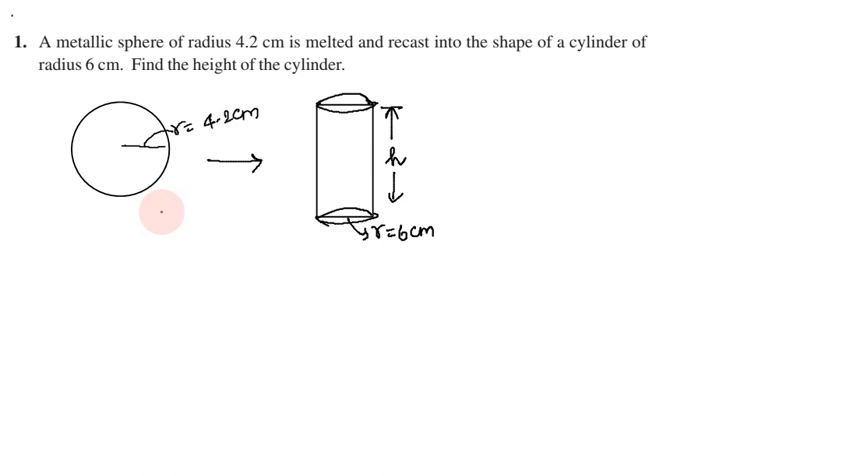 1. A metallic sphere of radius 4.2 cm is melted and recast into the shape of a cylinder of
radius 6 cm. Find the height of the cylinder.
r= 4.2cm
h
r=6cm